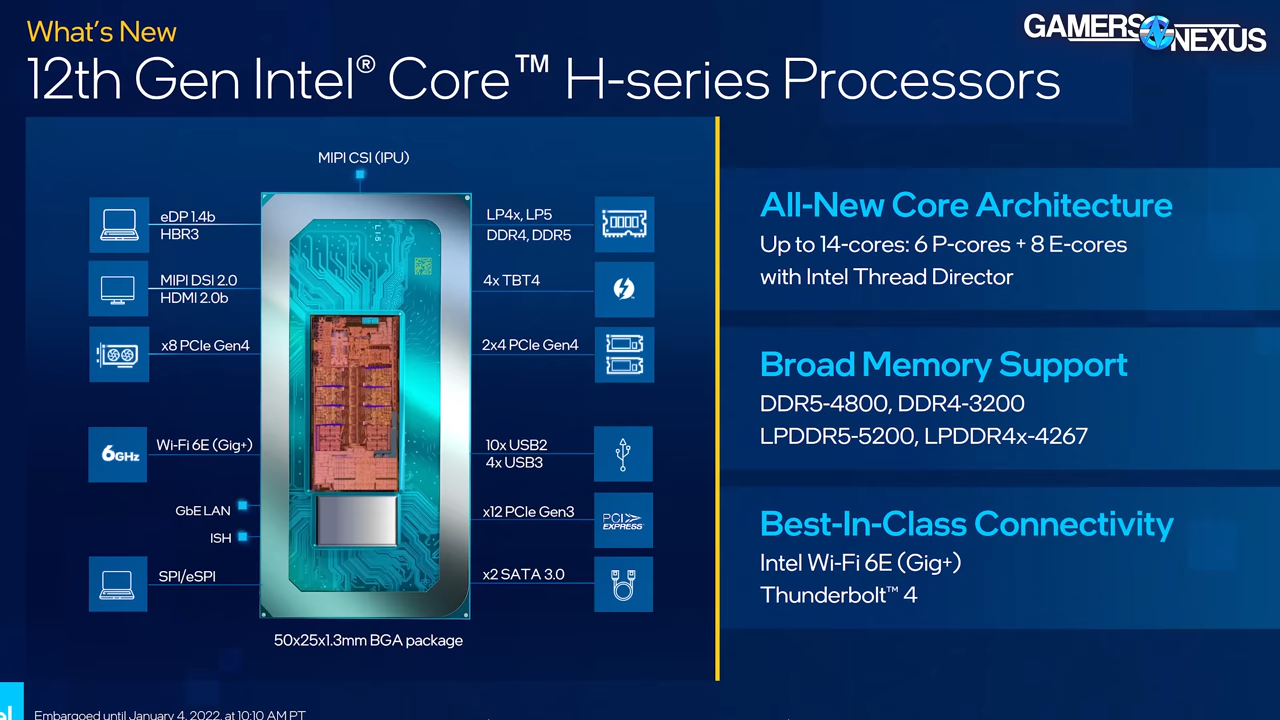 What's New
GAMERS NEXUS
12th Gen Intel® Core™ H-series Processors
MIPI CSI (IPU)
eDP 1.4b
HBR3
MIPI DSI 2.0
HDMI 2.0b
x8 PCIe Gen4
6GHz
Wi-Fi 6E (Gig+)
GbE LAN
ISH
SPI/eSPI
LP4x, LP5
DDR4, DDR5
4x TBT4
2x4 PCIe Gen4
10x USB2
4x USB3
x12 PCIe Gen3
PCI
EXPRESS
x2 SATA 3.0
50x25x1.3mm BGA package
All-New Core Architecture
Up to 14-cores: 6 P-cores + 8 E-cores
with Intel Thread Director
Broad Memory Support
DDR5-4800, DDR4-3200
LPDDR5-5200, LPDDR4x-4267
Best-In-Class Connectivity
Intel Wi-Fi 6E (Gig+)
Thunderbolt™ 4
el
Embargoed until January 4, 2022, at 10:10 AM PT